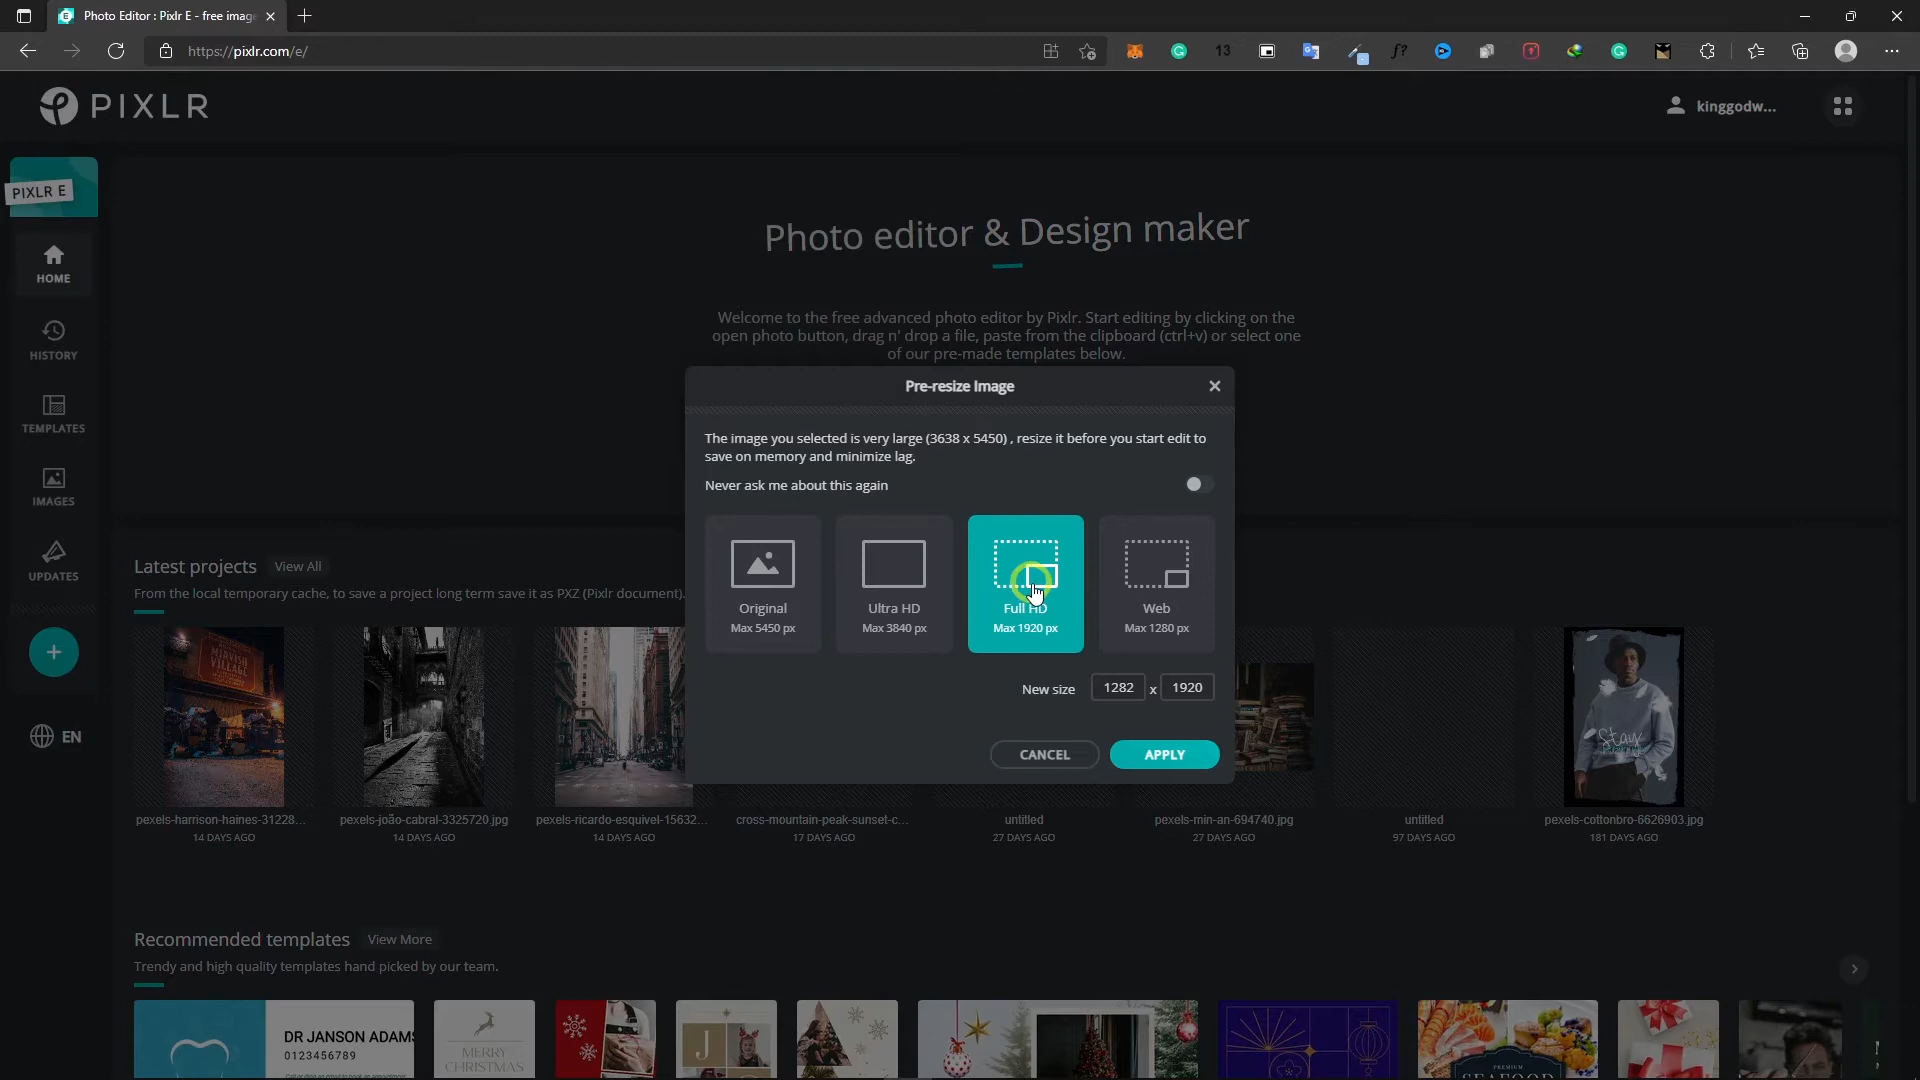 Photo Editor : Pixlr E - free image
https://pixlr.com/e/
13
f?
PIXLR
kinggodw...
PIXLR E
HOME
HISTORY
TEMPLATES
IMAGES
UPDATES
EN
Photo editor & Design maker
Welcome to the free advanced photo editor by Pixlr. Start editing by clicking on the
open photo button, drag n' drop a file, paste from the clipboard (ctrl+v) or select one
of our pre-made templates below.
Pre-resize Image
The image you selected is very large (3638 x 5450) , resize it before you start edit to
save on memory and minimize lag.
Never ask me about this again
Original
Max 5450 px
Ultra HD
Max 3840 px
Full HD
Max 1920 px
Web
Max 1280 px
New size 1282 x 1920
CANCEL
APPLY
Latest projects View All
From the local temporary cache, to save a project long term save it as PXZ (Pixlr document).
MIRVISH
VILLAGE
Stay
pexels-harrison-haines-31228...
14 DAYS AGO
pexels-joão-cabral-3325720.jpg
14 DAYS AGO
pexels-ricardo-esquivel-15632...
14 DAYS AGO
cross-mountain-peak-sunset-c...
17 DAYS AGO
untitled
27 DAYS AGO
pexels-min-an-694740.jpg
27 DAYS AGO
untitled
97 DAYS AGO
pexels-cottonbro-6626903.jpg
181 DAYS AGO
Recommended templates View More
Trendy and high quality templates hand picked by our team.
DR JANSON ADAMS
0123456789
MERRY
CHRISTMAS
J
PREMIUM
SEAFOOD